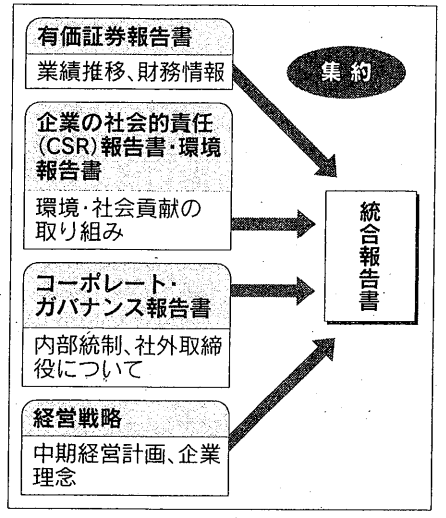 有価証券報告書
業績推移、財務情報
集約
企業の社会的責任
(CSR)報告書・環境
報告書
環境・社会貢献の
取り組み
統合報告書
コーポレート・
ガバナンス報告書
内部統制、社外取締
役について
経営戦略
中期経営計画、企業
理念